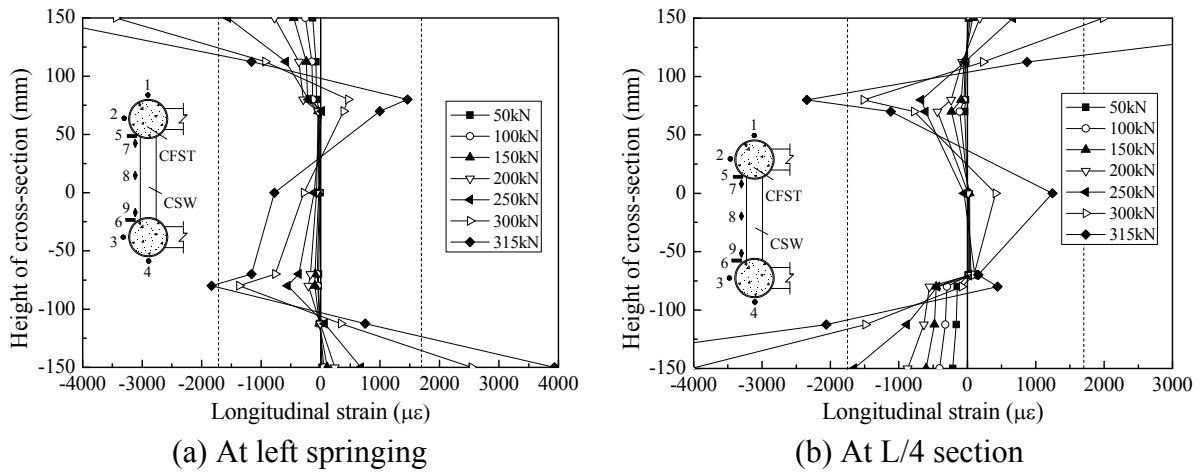 150
100
50
0
-50
-100
-150
Height of cross-section (mm)
-4000 -3000 -2000 -1000 0 1000 2000 3000 4000
Longitudinal strain (με)
1
2
5
7
CFST
8
CSW
9
6
3
4
50kN
100kN
150kN
200kN
250kN
300kN
315kN
(a) At left springing
150
100
50
0
-50
-100
-150
Height of cross-section (mm)
-4000 -3000 -2000 -1000 0 1000 2000 3000
Longitudinal strain (με)
1
2
5
7
CFST
8
CSW
9
6
3
4
50kN
100kN
150kN
200kN
250kN
300kN
315kN
(b) At L/4 section